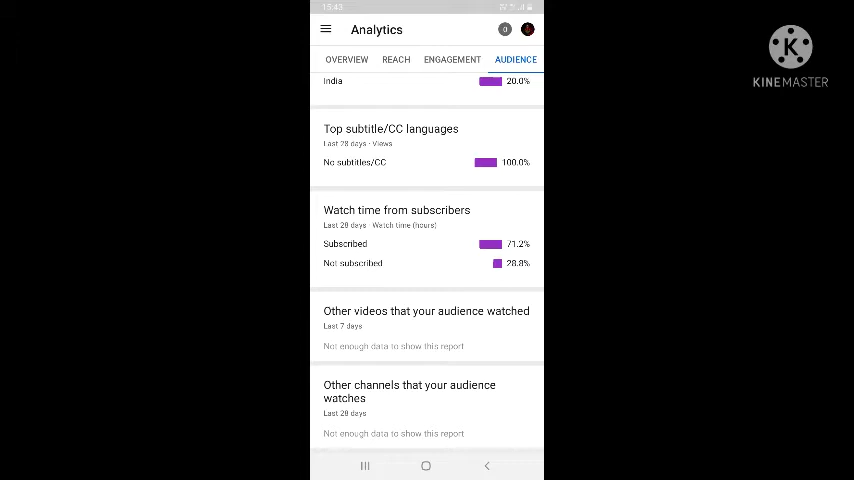 15:43
Analytics
0
OVERVIEW REACH ENGAGEMENT AUDIENCE
India 20.0%
Top subtitle/CC languages
Last 28 days · Views
No subtitles/CC 100.0%
Watch time from subscribers
Last 28 days · Watch time (hours)
Subscribed 71.2%
Not subscribed 28.8%
Other videos that your audience watched
Last 7 days
Not enough data to show this report
Other channels that your audience
watches
Last 28 days
Not enough data to show this report
K
KINEMASTER